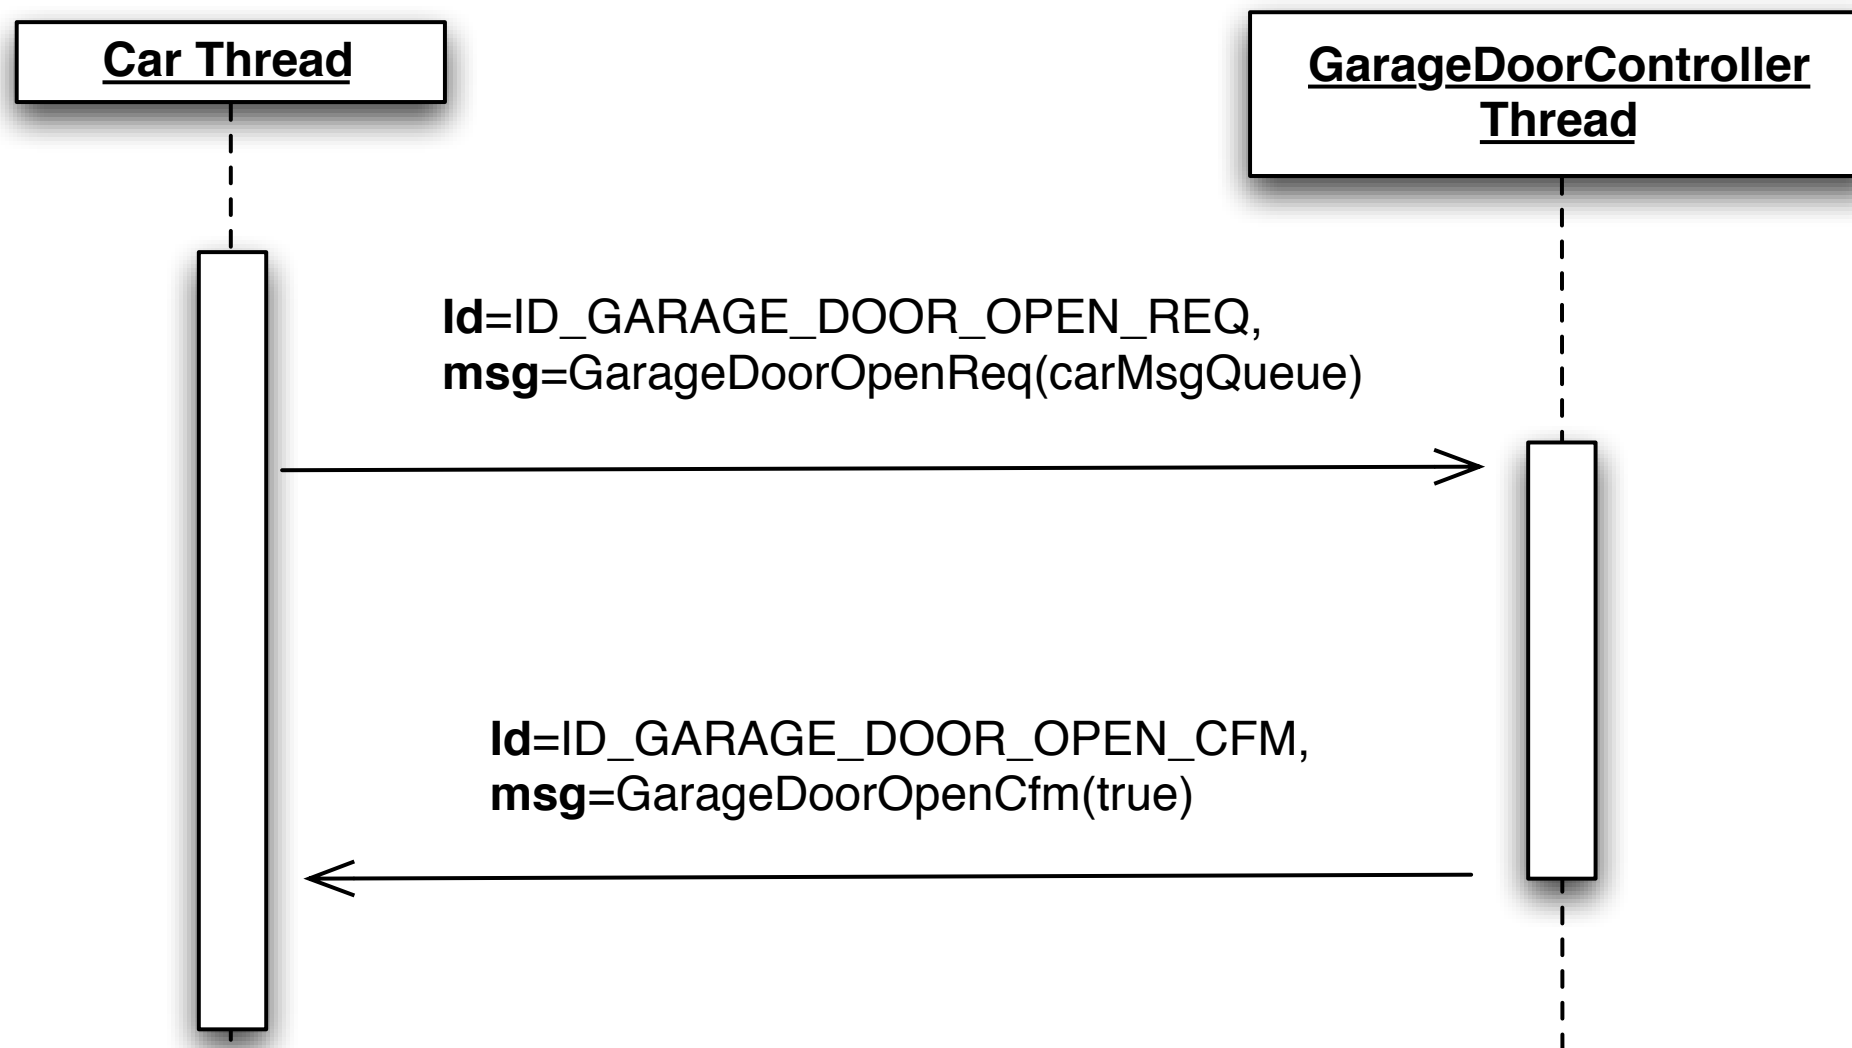 Car Thread
GarageDoorController
Thread
Id=ID_GARAGE_DOOR_OPEN_REQ,
msg=GarageDoorOpenReq(carMsgQueue)
Id=ID_GARAGE_DOOR_OPEN_CFM,
msg=GarageDoorOpenCfm(true)